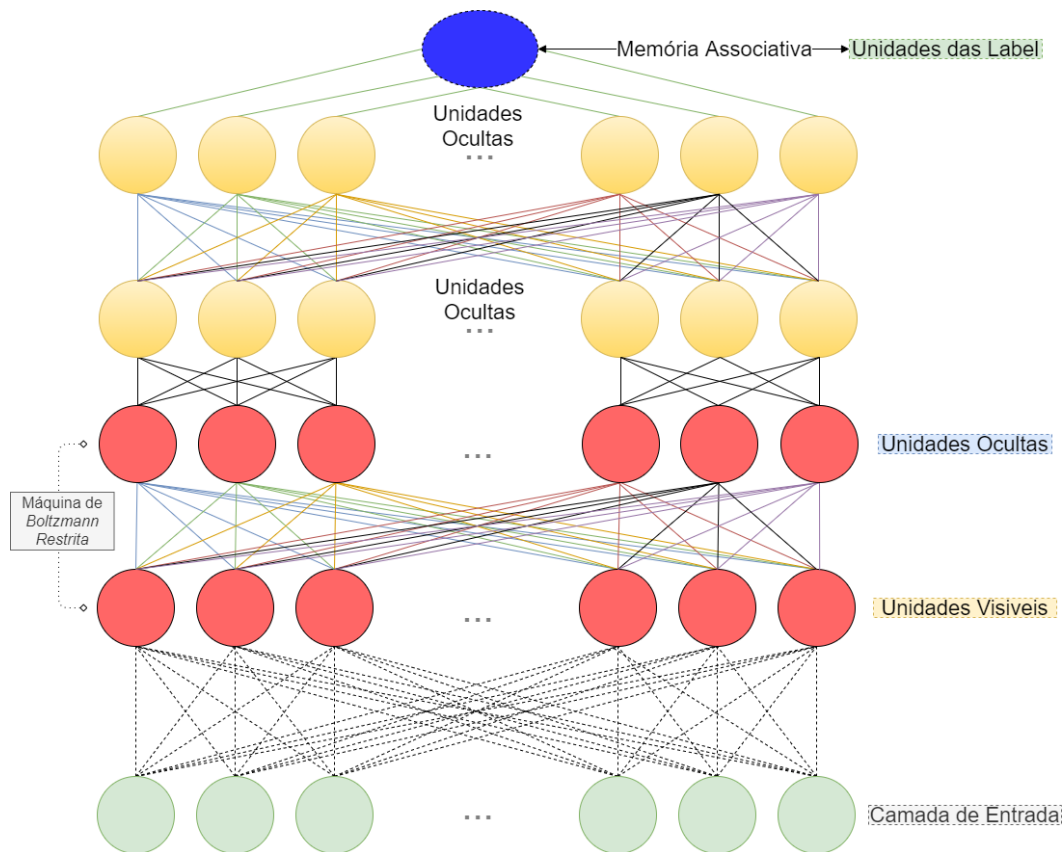 Memória Associativa
Unidades das Label
Unidades
Ocultas
...
Unidades
Ocultas
...
Unidades Ocultas
...
Máquina de
Boltzmann
Restrita
Unidades Visiveis
...
Camada de Entrada
...